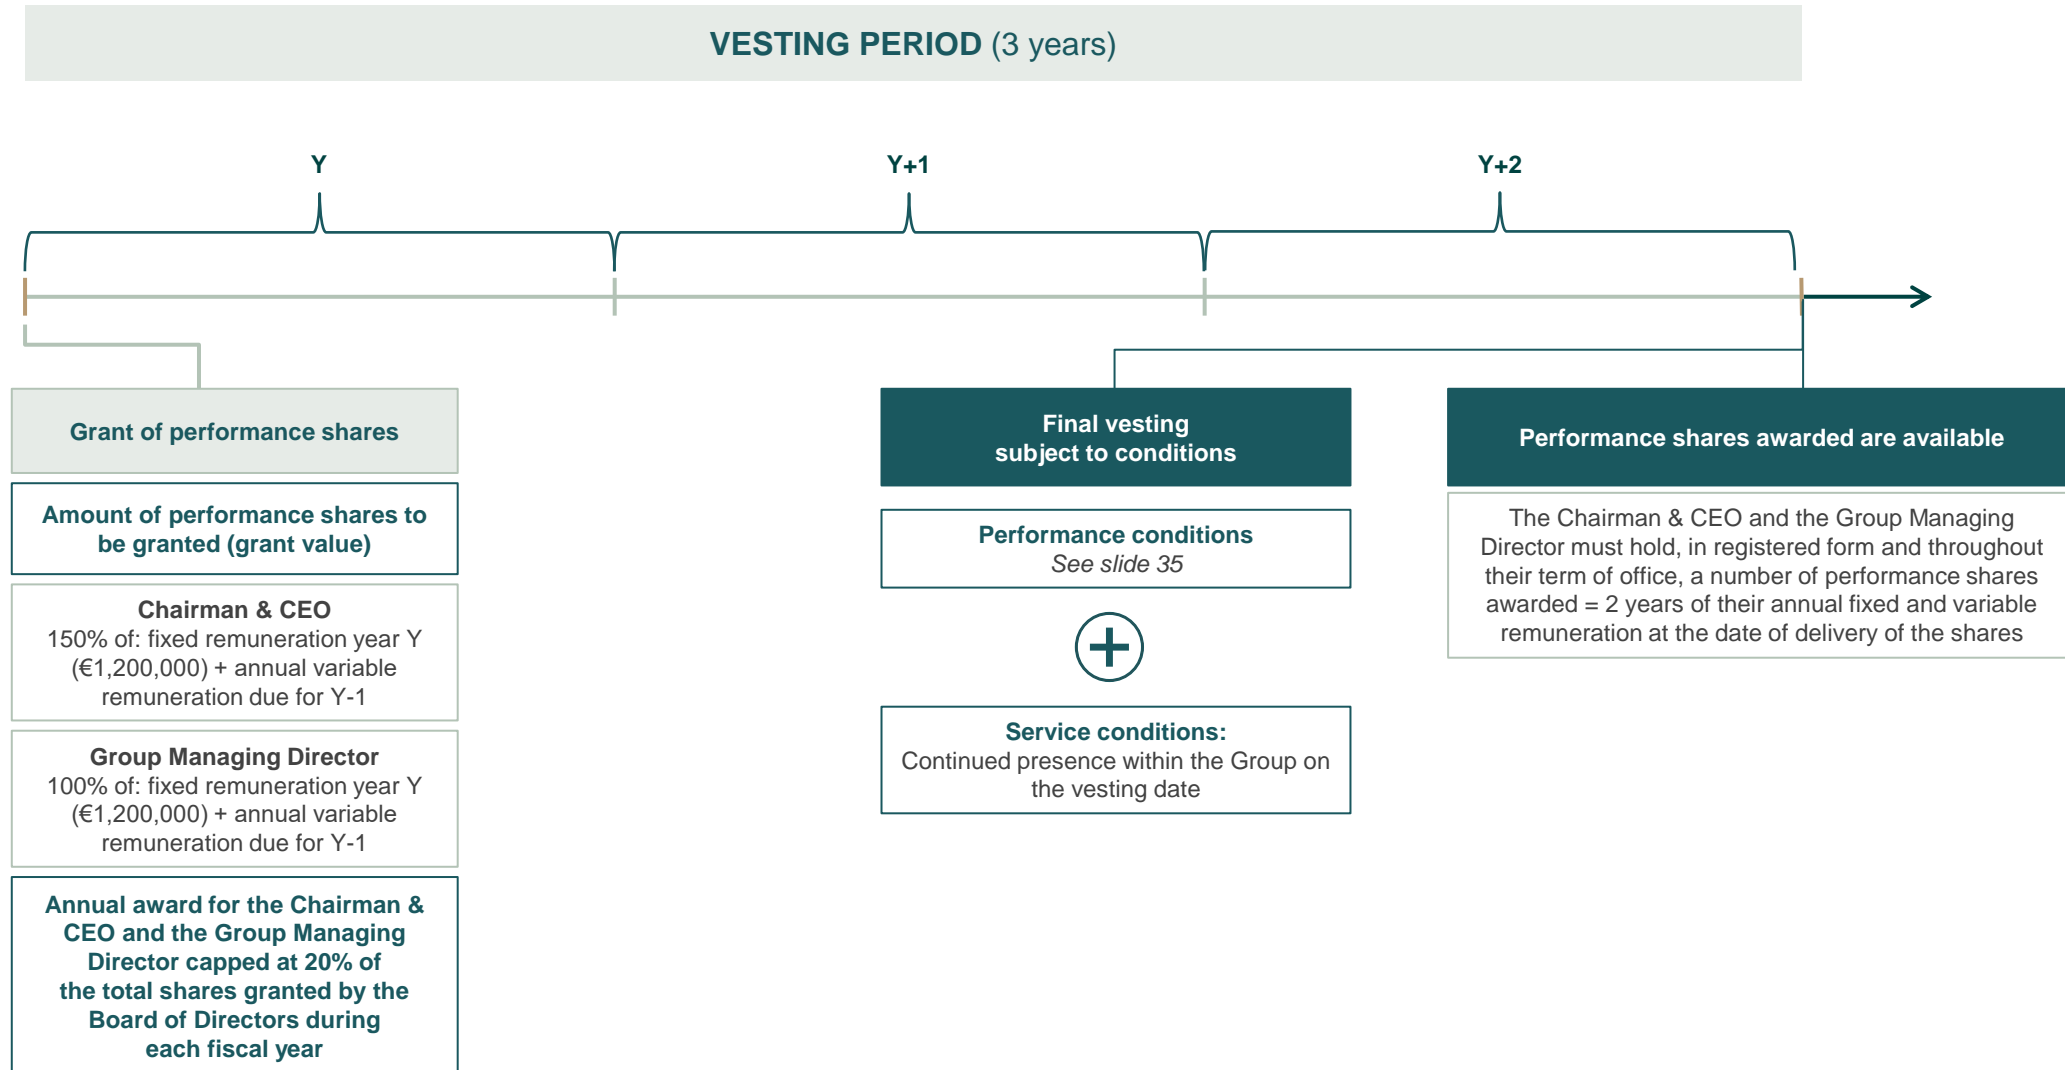 VESTING PERIOD (3 years)
Y
Y+1
Y+2
Grant of performance shares
Amount of performance shares to
be granted (grant value)
Chairman & CEO
150% of: fixed remuneration year Y
(€1,200,000) + annual variable
remuneration due for Y-1
Group Managing Director
100% of: fixed remuneration year Y
(€1,200,000) + annual variable
remuneration due for Y-1
Annual award for the Chairman &
CEO and the Group Managing
Director capped at 20% of
the total shares granted by the
Board of Directors during
each fiscal year
Final vesting
subject to conditions
Performance conditions
See slide 35
Service conditions:
Continued presence within the Group on
the vesting date
Performance shares awarded are available
The Chairman & CEO and the Group Managing
Director must hold, in registered form and throughout
their term of office, a number of performance shares
awarded = 2 years of their annual fixed and variable
remuneration at the date of delivery of the shares